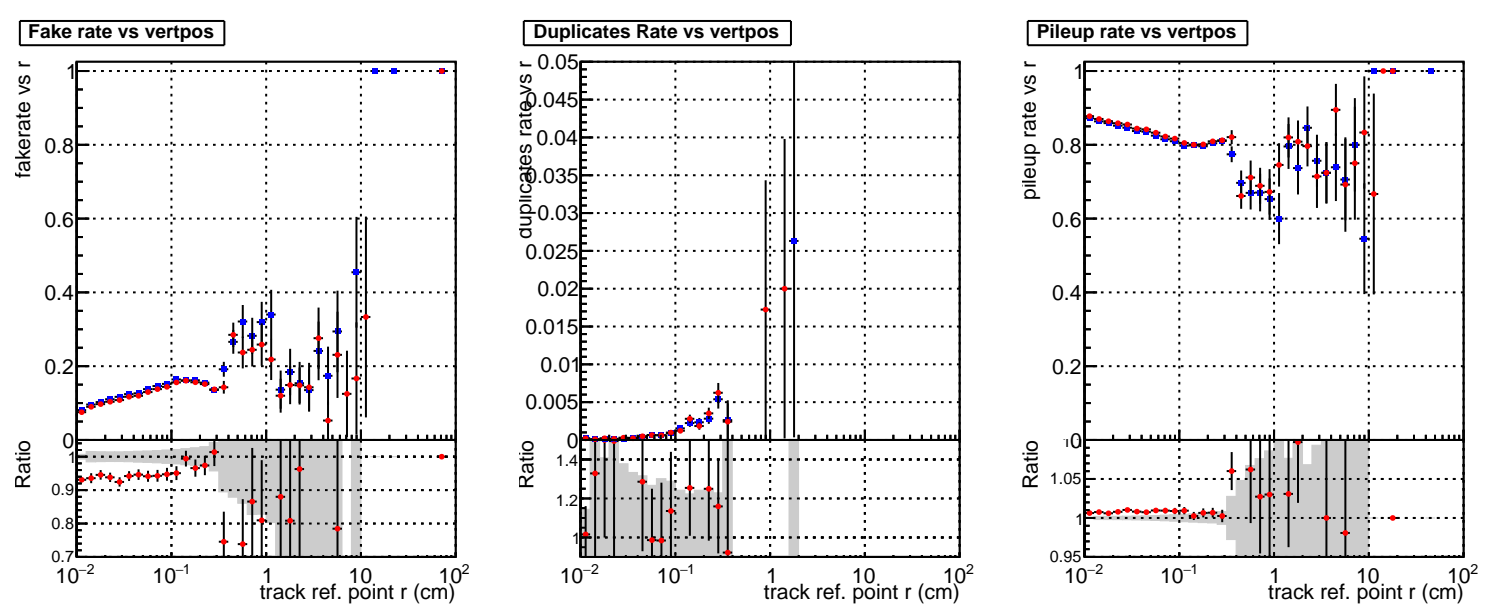 Fake rate vs vertpos
fakerate vs r
1
0.8
0.6
0.4
0.2
0
Ratio
1
0.9
0.8
0.7
10−2 10−1 1 10 102
track ref. point r (cm)
Duplicates Rate vs vertpos
duplicates rate vs r
0.05
0.045
0.04
0.035
0.03
0.025
0.02
0.015
0.01
0.005
0
Ratio
1.4
1.2
1
10−2 10−1 1 10 102
track ref. point r (cm)
Pileup rate vs vertpos
pileup rate vs r
1
0.8
0.6
0.4
0.2
Ratio
1.05
1
0.95
10−2 10−1 1 10 102
track ref. point r (cm)